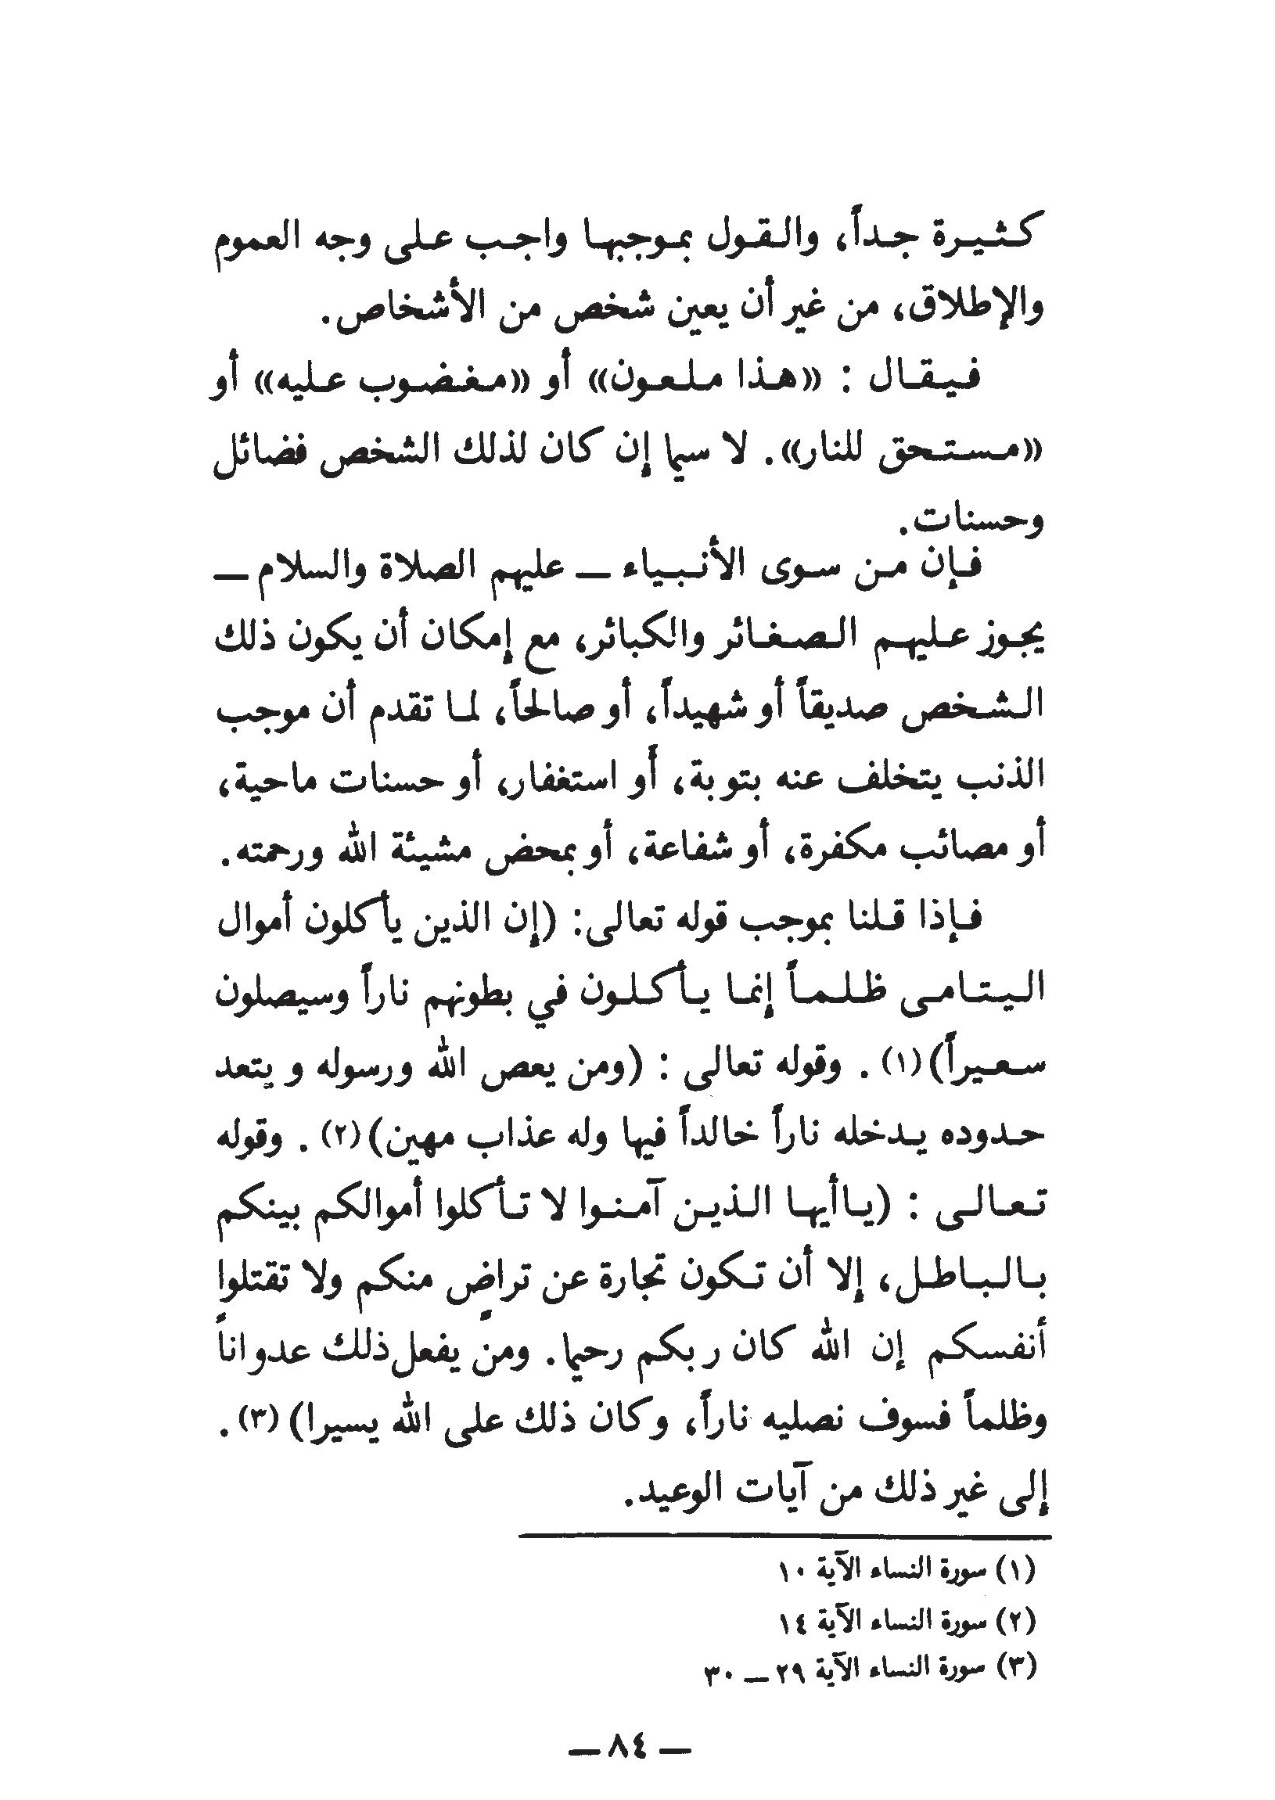 كثيرة جداً، والقول بموجبها واجب على وجه العموم
والإطلاق، من غير أن يعين شخص من الأشخاص.
فيقال : «هذا ملعون» أو «مغضوب عليه» أو
«مستحق للنار». لا سيما إن كان لذلك الشخص فضائل
وحسنات.
فإن من سوى الأنبياء — عليهم الصلاة والسلام —
يجوز عليهم الصغائر والكبائر، مع إمكان أن يكون ذلك
الشخص صديقاً أو شهيداً، أو صالحاً، لما تقدم أن موجب
الذنب يتخلف عنه بتوبة، أو استغفار، أو حسنات ماحية،
أو مصائب مكفرة، أو شفاعة، أو بمحض مشيئة الله ورحمته.
فإذا قلنا بموجب قوله تعالى: (إن الذين يأكلون أموال
اليتامى ظلماً إنما يأكلون في بطونهم ناراً وسيصلون
سعيراً)(١) . وقوله تعالى : (ومن يعص الله ورسوله ويتعد
حدوده يدخله ناراً خالداً فيها وله عذاب مهين)(٢) . وقوله
تعالى : (ياأيها الذين آمنوا لا تأكلوا أموالكم بينكم
بالباطل، إلا أن تكون تجارة عن تراضٍ منكم ولا تقتلوا
أنفسكم إن الله كان ربكم رحيما. ومن يفعل ذلك عدواناً
وظلماً فسوف نصليه ناراً، وكان ذلك على الله يسيرا)(٣) .
إلى غير ذلك من آيات الوعيد.
(١) سورة النساء الآية ١٠
(٢) سورة النساء الآية ١٤
(٣) سورة النساء الآية ٢٩ — ٣٠
— ٨٤ —